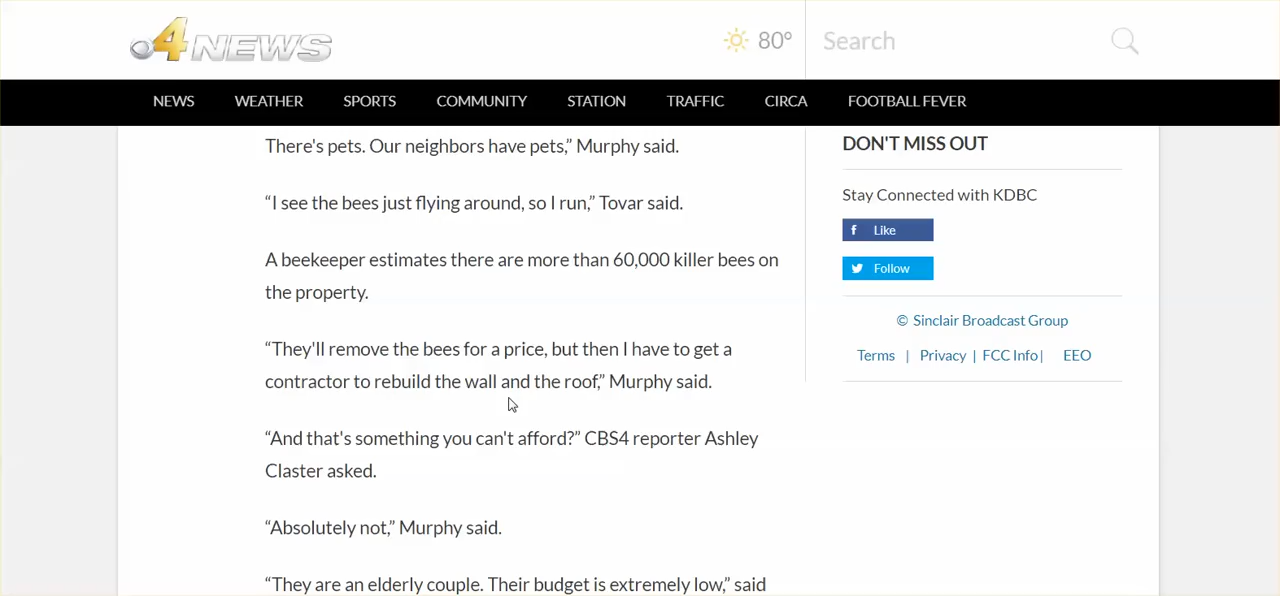 4 NEWS
80°
Search
NEWS WEATHER SPORTS COMMUNITY STATION TRAFFIC CIRCA FOOTBALL FEVER
There's pets. Our neighbors have pets,” Murphy said.
“I see the bees just flying around, so I run,” Tovar said.
A beekeeper estimates there are more than 60,000 killer bees on
the property.
“They'll remove the bees for a price, but then I have to get a
contractor to rebuild the wall and the roof,” Murphy said.
“And that's something you can't afford?” CBS4 reporter Ashley
Claster asked.
“Absolutely not,” Murphy said.
“They are an elderly couple. Their budget is extremely low,” said
DON'T MISS OUT
Stay Connected with KDBC
f Like
Follow
© Sinclair Broadcast Group
Terms | Privacy | FCC Info | EEO